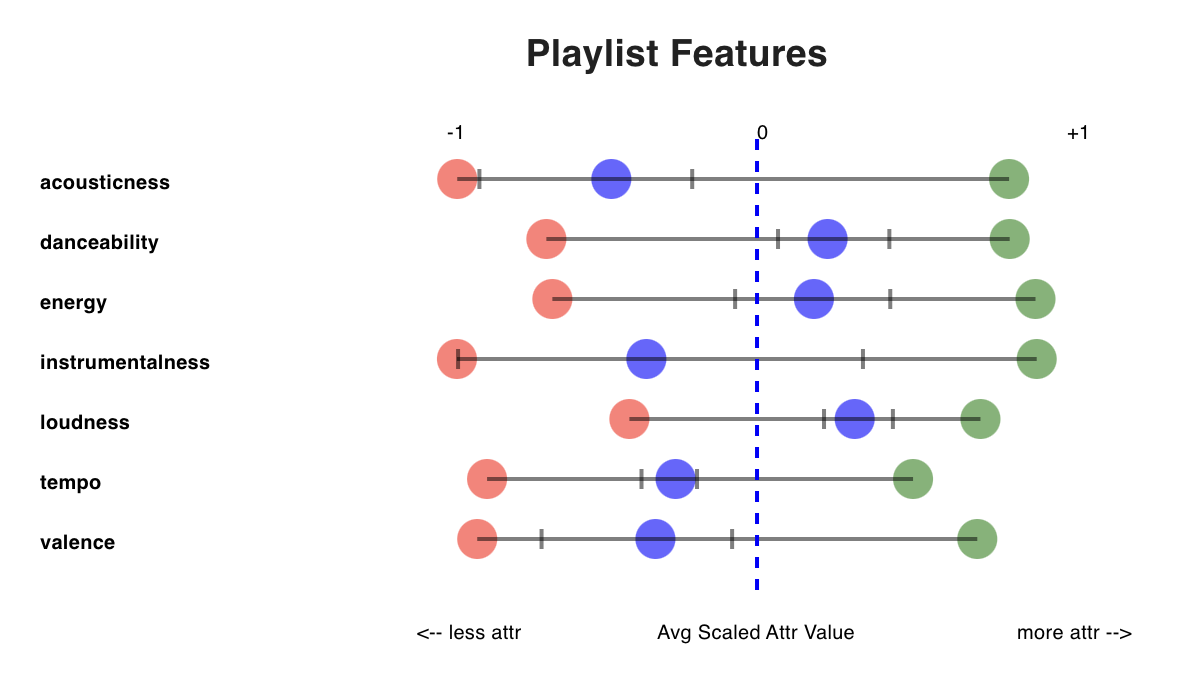 Playlist Features
-1 0 +1
acousticness
danceability
energy
instrumentalness
loudness
tempo
valence
<-- less attr Avg Scaled Attr Value more attr -->